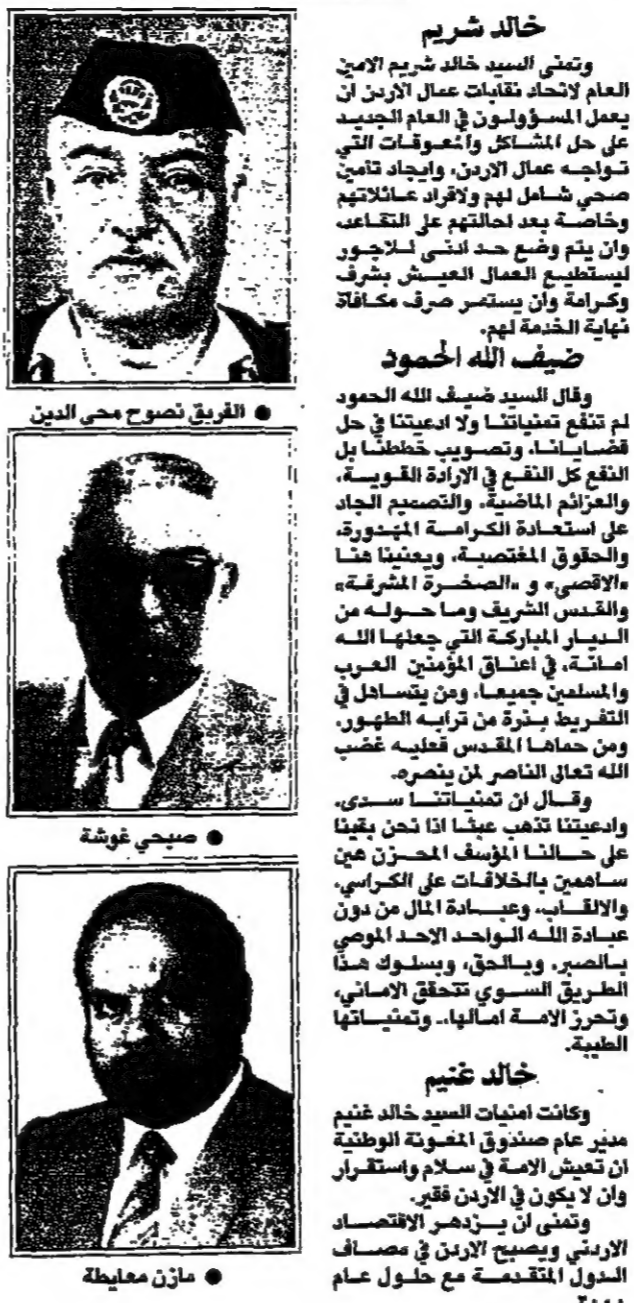 خالد شريم
وتمنى السيد خالد شريم الامين
العام لاتحاد نقابات عمال الاردن ان
يعمل المسؤولون في العام الجديد
على حل المشاكل والمعوقات التي
تواجه عمال الاردن، وايجاد تامين
صحي شامل لهم ولافراد عائلاتهم
وخاصة بعد احالتهم على التقاعد
وان يتم وضع حد ادنى للاجور
ليستطيع العمال العيش بشرف
وكرامة وان يستمر صرف مكافاة
نهاية الخدمة لهم.
ضيف الله الحمود
وقال السيد ضيف الله الحمود
لم تنفع تمنياتنا ولا ادعيتنا في حل
قضايانا، وتصويب خططنا بل
النفع كل النفع في الارادة القوية،
والعزائم الماضية، والتصميم الجاد
على استعادة الكرامة المهدورة،
والحقوق المغتصبة، ويعنينا هنا
«الاقصى» و «الصخرة المشرفة»
والقدس الشريف وما حوله من
الديار المباركة التي جعلها الله
امانة، في اعناق المؤمنين العرب
والمسلمين جميعا، ومن يتساهل في
التفريط بذرة من ترابه الطهور،
ومن حماها المقدس فعليه غضب
الله تعالى الناصر لمن ينصره.
وقال ان تمنياتنا سدى،
وادعيتنا تذهب عبثا اذا نحن بقينا
على حالنا المؤسف المحزن هين
ساهمين بالخلافات على الكراسي،
والالقاب، وعبادة المال من دون
عبادة الله الواحد الاحد الموصي
بالصبر، وبالحق، وبسلوك هذا
الطريق السوي تتحقق الاماني،
وتحرز الامة امالها،. وتمنياتها
الطيبة.
خالد غنيم
وكانت امنيات السيد خالد غنيم
مدير عام صندوق المعونة الوطنية
ان تعيش الامة في سلام واستقرار
وان لا يكون في الاردن فقير.
وتمنى ان يزدهر الاقتصاد
الاردني ويصبح الاردن في مصاف
الدول المتقدمة مع حلول عام
● الفريق نصوح محي الدين
● صبحي غوشة
● مازن معايطة